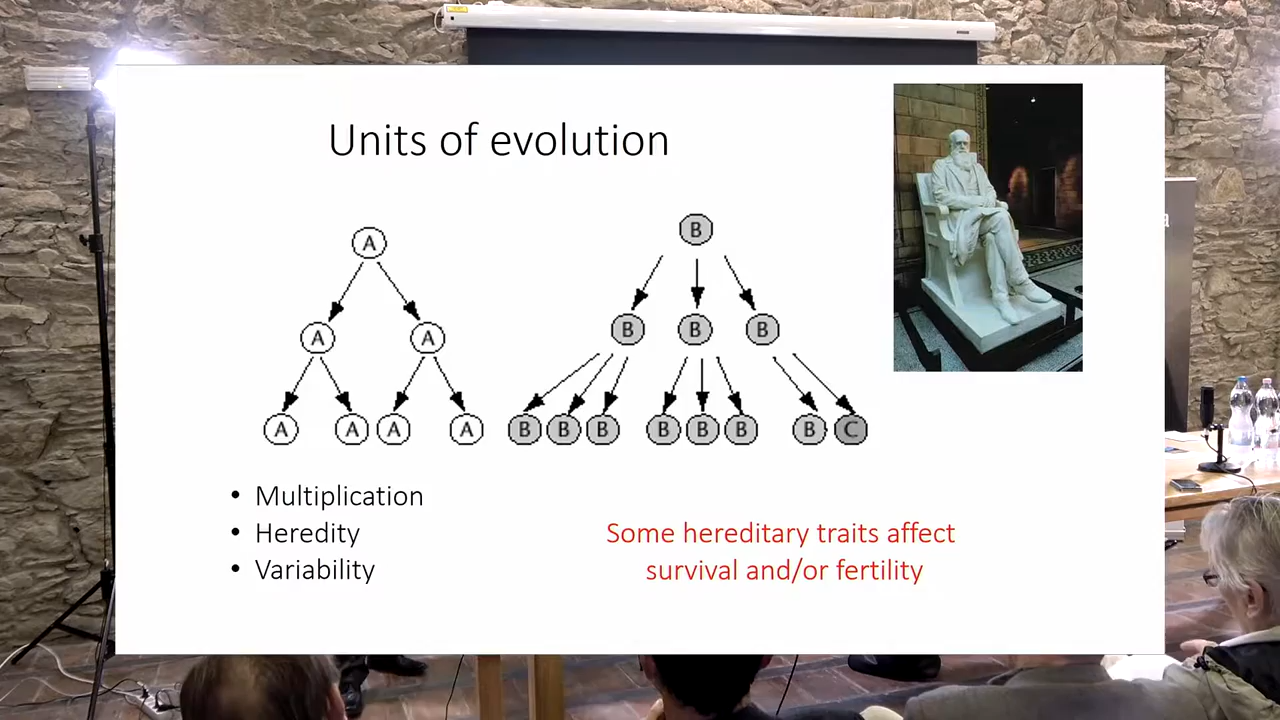 Units of evolution
A
B
A A
B B B
A A A A
B B B B B B B C
• Multiplication
• Heredity
• Variability
Some hereditary traits affect
survival and/or fertility